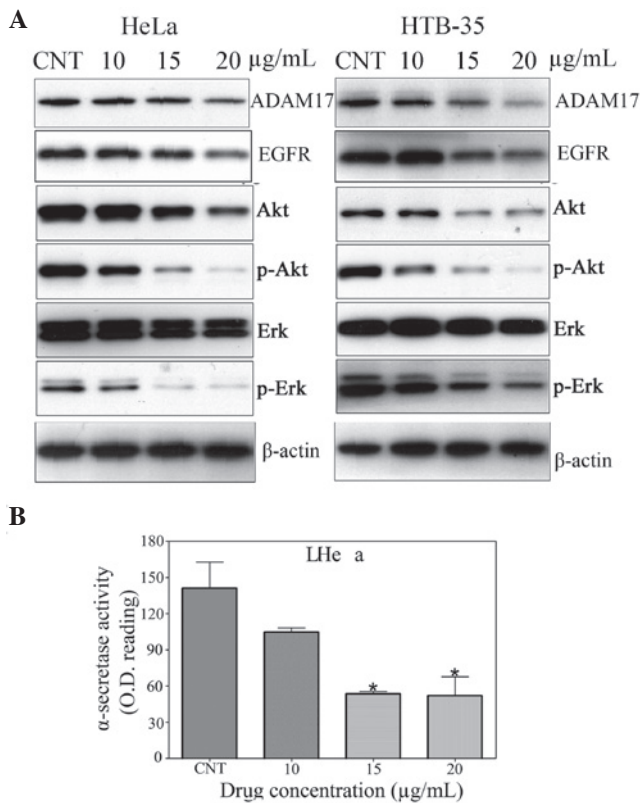 A
HeLa
HTB-35
CNT 10 15 20 µg/mL
CNT 10 15 20 µg/mL
ADAM17
ADAM17
EGFR
EGFR
Akt
Akt
p-Akt
p-Akt
Erk
Erk
p-Erk
p-Erk
β-actin
β-actin
B
LHe a
α-secretase activity
(O.D. reading)
180
150
120
90
60
30
0
* *
CNT 10 15 20
Drug concentration (µg/mL)